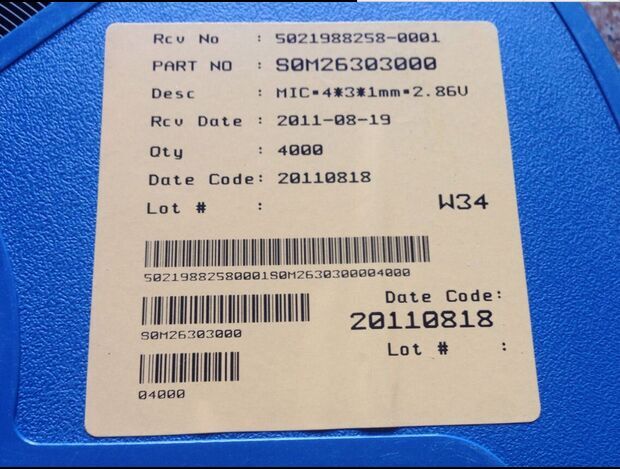 Rcv No : 5021988258-0001
PART NO : S0M26303000
Desc : MIC*4*3*1mm*2.86V
Rcv Date : 2011-08-19
Qty : 4000
Date Code: 20110818
Lot # :
W34
50219882580001S0M2630300004000
S0M26303000
04000
Date Code:
20110818
Lot # :